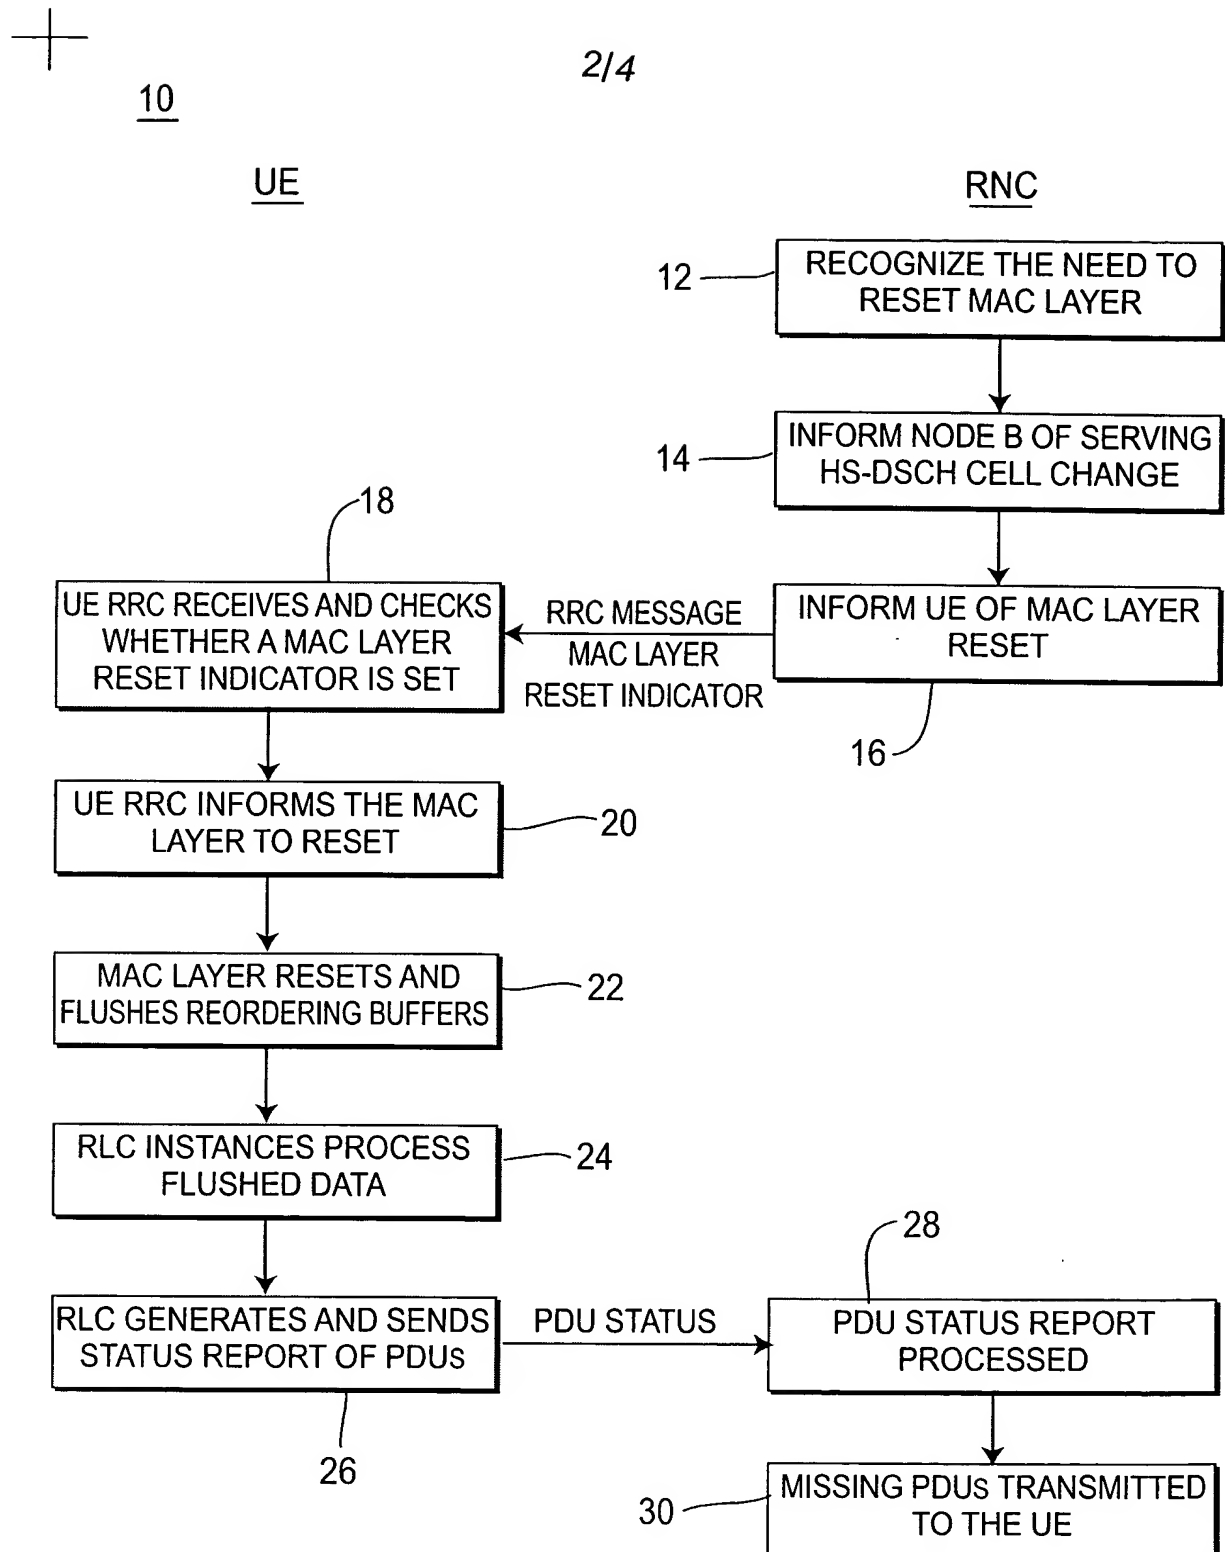 2/4
10
UE
RNC
12
RECOGNIZE THE NEED TO
RESET MAC LAYER
14
INFORM NODE B OF SERVING
HS-DSCH CELL CHANGE
18
UE RRC RECEIVES AND CHECKS
WHETHER A MAC LAYER
RESET INDICATOR IS SET
RRC MESSAGE
MAC LAYER
RESET INDICATOR
INFORM UE OF MAC LAYER
RESET
16
UE RRC INFORMS THE MAC
LAYER TO RESET
20
MAC LAYER RESETS AND
FLUSHES REORDERING BUFFERS
22
RLC INSTANCES PROCESS
FLUSHED DATA
24
RLC GENERATES AND SENDS
STATUS REPORT OF PDUs
26
PDU STATUS
28
PDU STATUS REPORT
PROCESSED
30
MISSING PDUs TRANSMITTED
TO THE UE